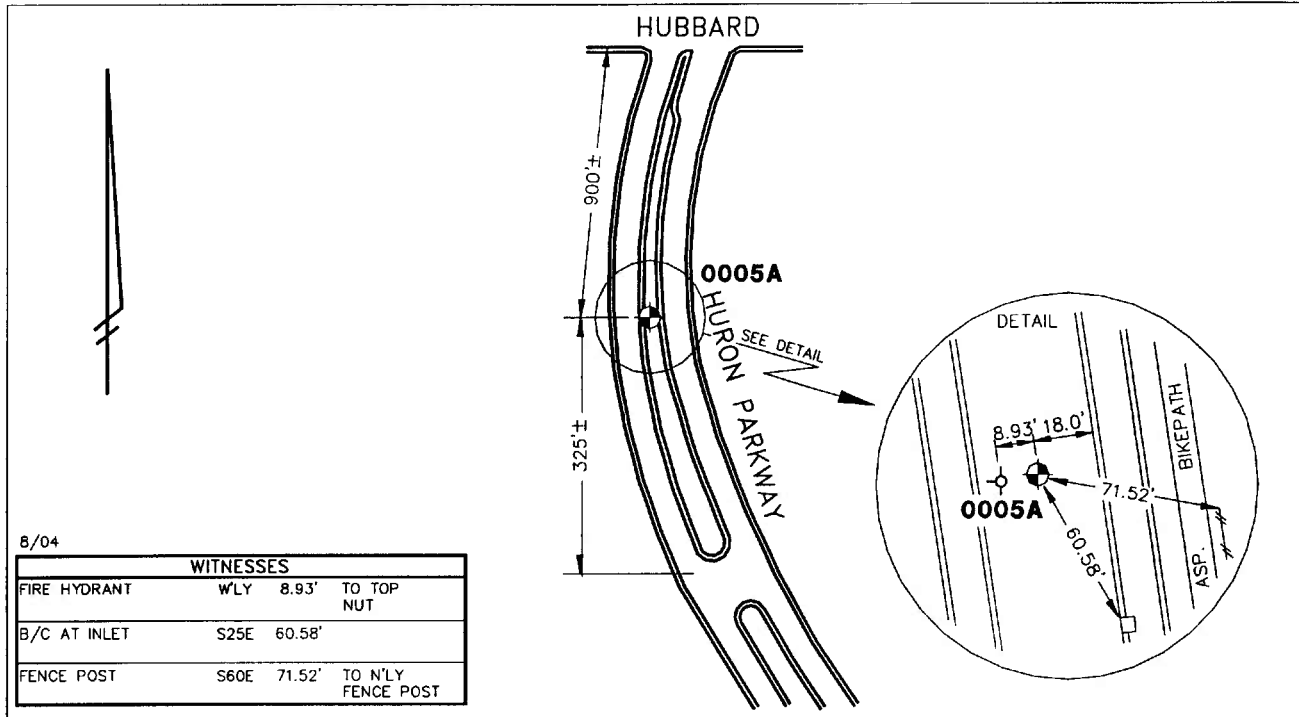 HUBBARD
900'±
0005A
HURON PARKWAY
SEE DETAIL
325'±
DETAIL
8.93' 18.0'
BIKEPATH
0005A
71.52'
60.58'
ASP.
8/04
WITNESSES
FIRE HYDRANT W'LY 8.93' TO TOP
NUT
B/C AT INLET S25E 60.58'
FENCE POST S60E 71.52' TO N'LY
FENCE POST